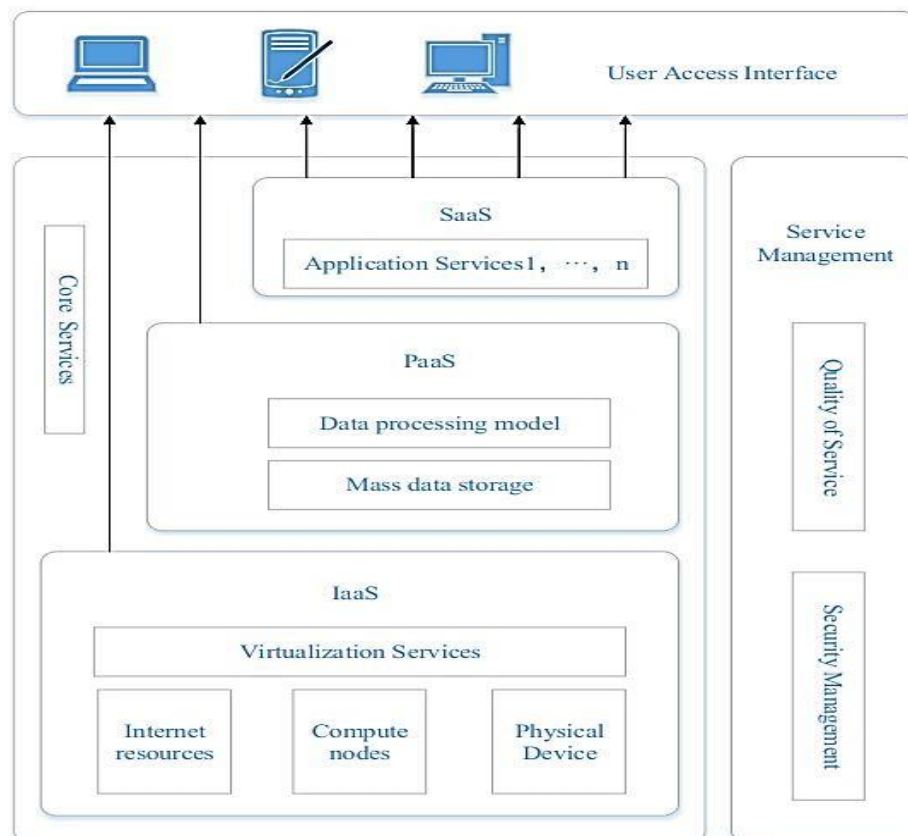 User Access Interface
SaaS
Application Services1, ⋯, n
Core Services
PaaS
Data processing model
Mass data storage
IaaS
Virtualization Services
Internet
resources
Compute
nodes
Physical
Device
Service
Management
Quality of Service
Security Management